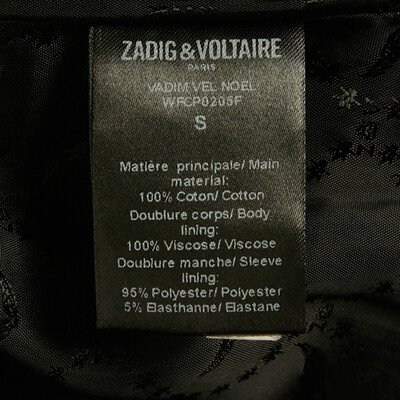 ZADIG & VOLTAIRE
PARIS
VADIM VEL NOEL
WFCP0205F
S
Matière principale/ Main
material:
100% Coton/ Cotton
Doublure corps/ Body
lining:
100% Viscose/ Viscose
Doublure manche/ Sleeve
lining:
95% Polyester/ Polyester
5% Elasthanne/ Elastane